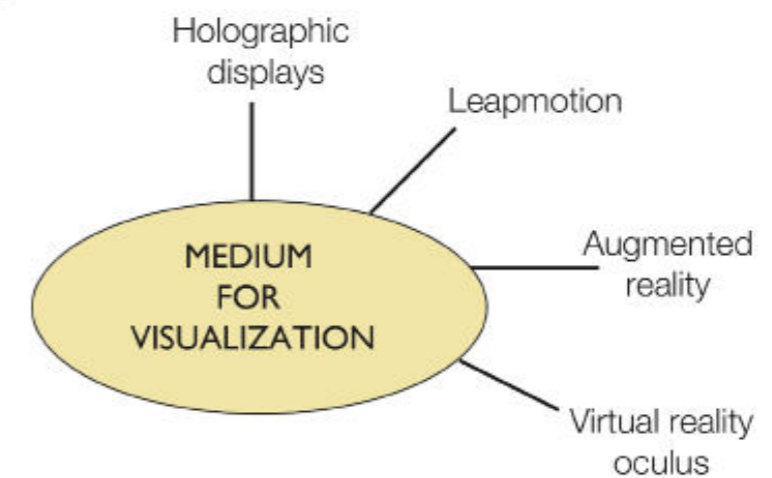 Holographic
displays
Leapmotion
Augmented
reality
MEDIUM
FOR
VISUALIZATION
Virtual reality
oculus